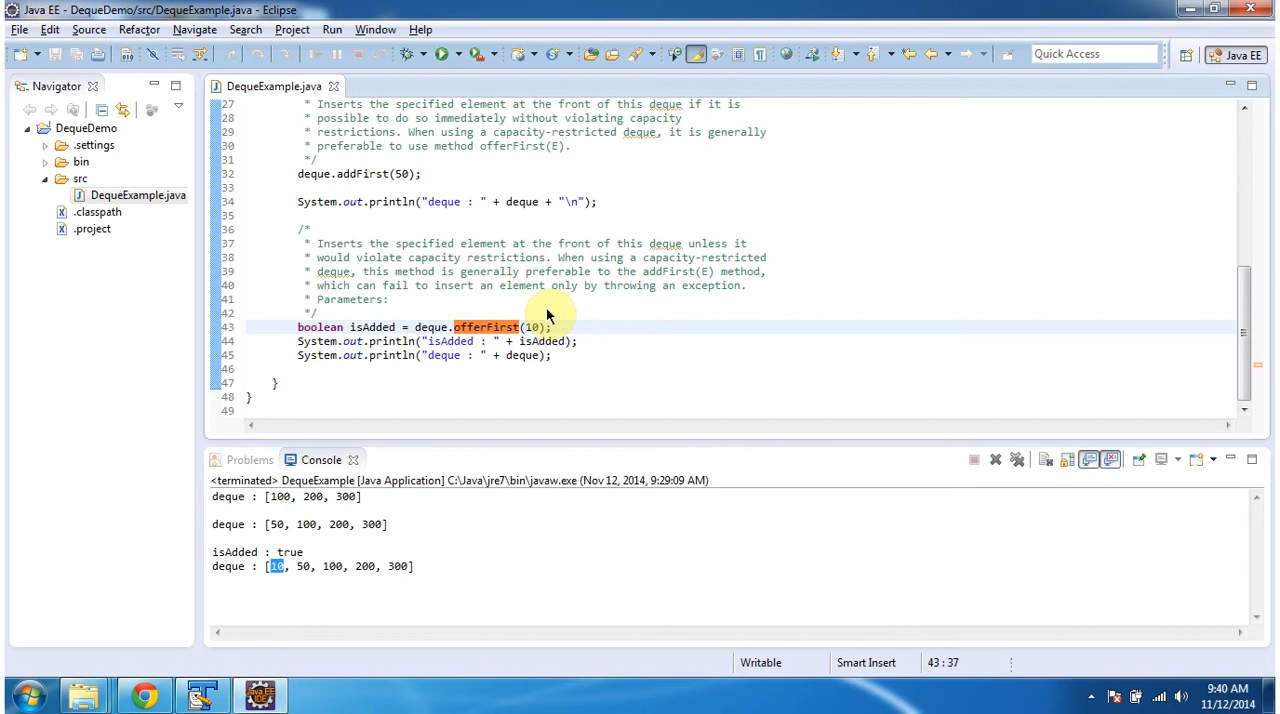 Java EE - DequeDemo/src/DequeExample.java - Eclipse
File Edit Source Refactor Navigate Search Project Run Window Help
Quick Access
Java EE
Navigator
DequeExample.java
DequeDemo
.settings
bin
src
DequeExample.java
.classpath
.project
27 * Inserts the specified element at the front of this deque if it is
28 * possible to do so immediately without violating capacity
29 * restrictions. When using a capacity-restricted deque, it is generally
30 * preferable to use method offerFirst(E).
31 */
32 deque.addFirst(50);
33
34 System.out.println("deque : " + deque + "\n");
35
36 /*
37 * Inserts the specified element at the front of this deque unless it
38 * would violate capacity restrictions. When using a capacity-restricted
39 * deque, this method is generally preferable to the addFirst(E) method,
40 * which can fail to insert an element only by throwing an exception.
41 * Parameters:
42 */
43 boolean isAdded = deque.offerFirst(10);
44 System.out.println("isAdded : " + isAdded);
45 System.out.println("deque : " + deque);
46
47 }
48 }
49
Problems Console
<terminated> DequeExample [Java Application] C:\Java\jre7\bin\javaw.exe (Nov 12, 2014, 9:29:09 AM)
deque : [100, 200, 300]
deque : [50, 100, 200, 300]
isAdded : true
deque : [10, 50, 100, 200, 300]
Writable Smart Insert 43 : 37
Java EE
IDE
9:40 AM
11/12/2014